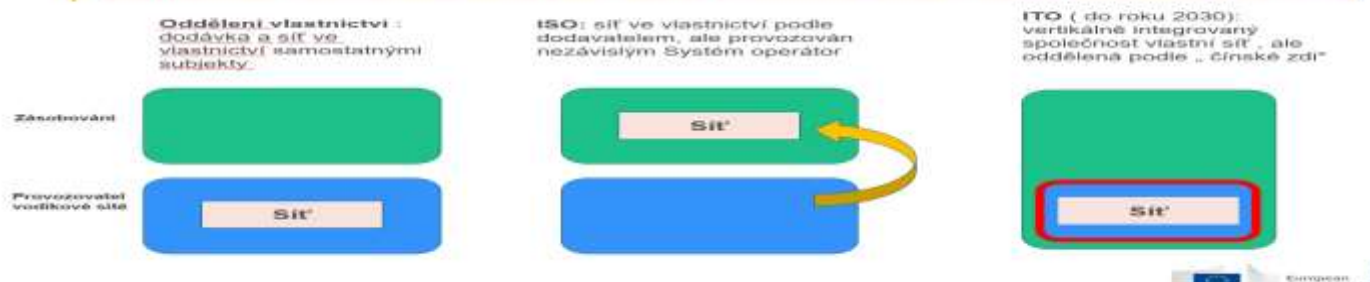 Oddělení vlastnictví :
dodávka a síť ve
vlastnictví samostatnými
subjekty
ISO: síť ve vlastnictví podle
dodavatelem, ale provozován
nezávislým Systém operátor
ITO ( do roku 2030):
vertikálně integrovaný
společnost vlastní síť , ale
oddělená podle „ čínské zdi"
Zásobování
Síť
Provozovatel
vodíkové sítě
Síť
Síť
European